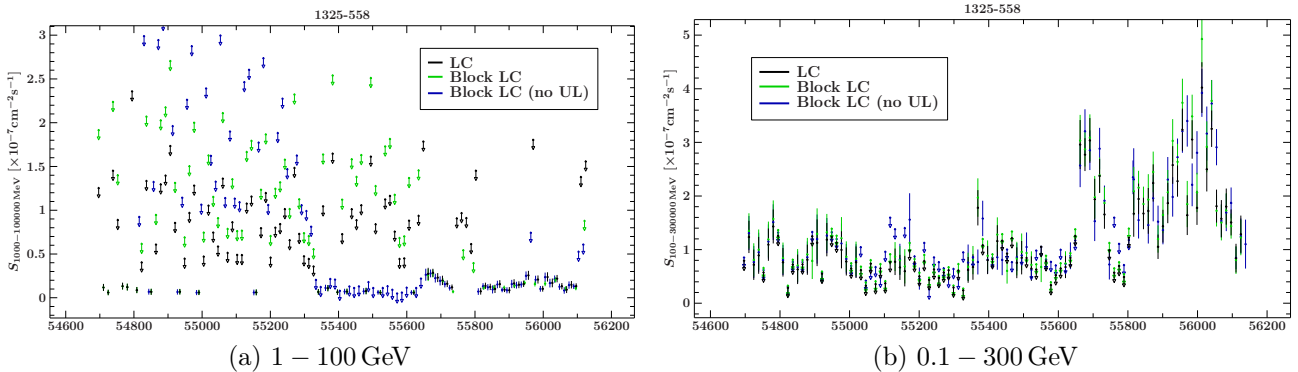 1325-558
S1000−100000 MeV [×10−7cm−2s−1]
3
2.5
2
1.5
1
0.5
0
LC
Block LC
Block LC (no UL)
54600 54800 55000 55200 55400 55600 55800 56000 56200
(a) 1 − 100 GeV
1325-558
S100−300000 MeV [×10−7cm−2s−1]
5
4
3
2
1
0
LC
Block LC
Block LC (no UL)
54600 54800 55000 55200 55400 55600 55800 56000 56200
(b) 0.1 − 300 GeV